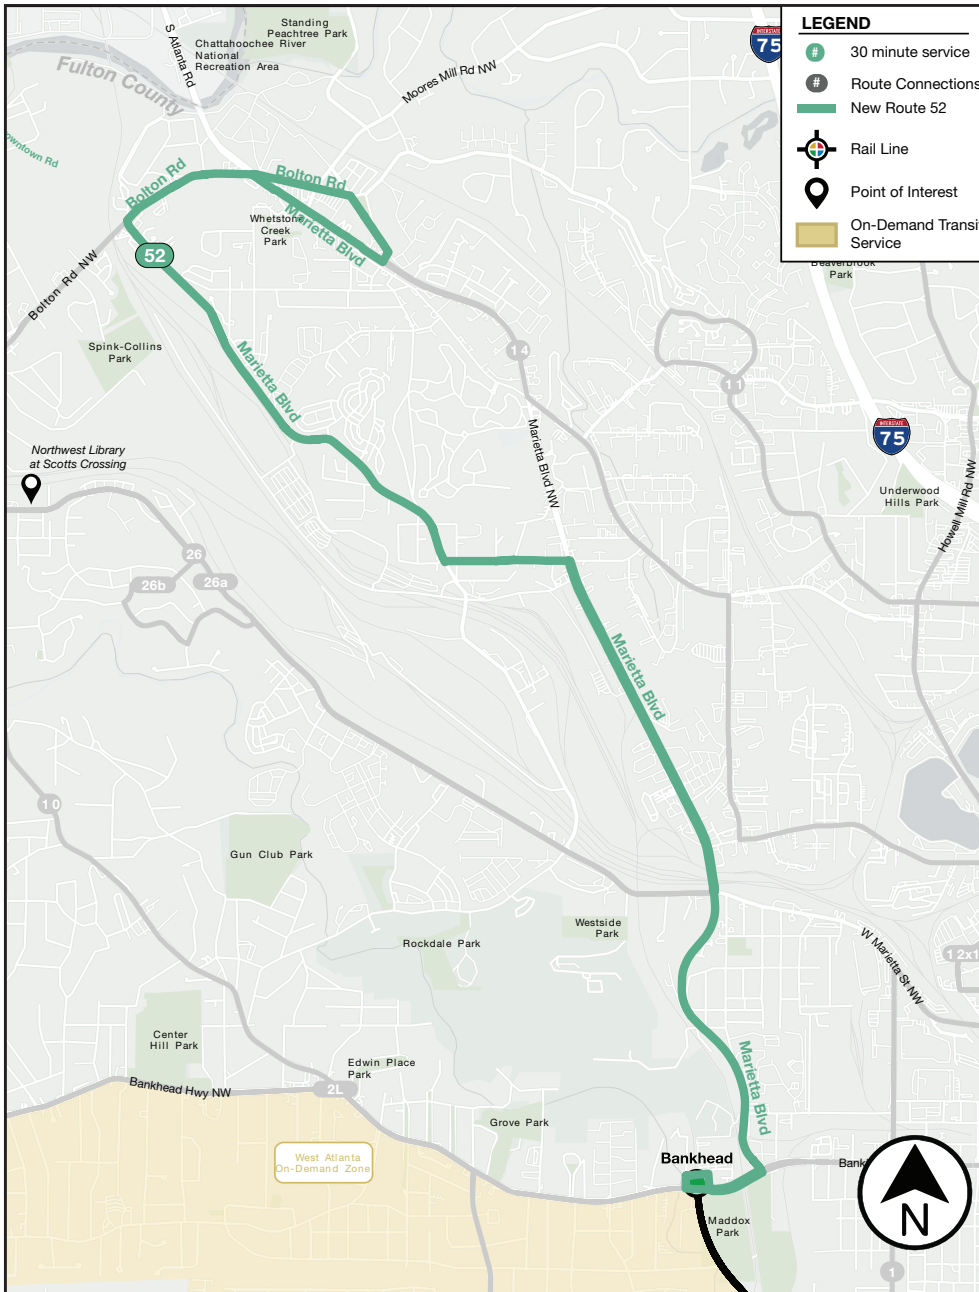 LEGEND
# 30 minute service
# Route Connections
New Route 52
Rail Line
Point of Interest
On-Demand Transi
Service
INTERSTATE
75
Standing
Peachtree Park
Chattahoochee River
National
Recreation Area
S Atlanta Rd
Fulton County
Moores Mill Rd NW
owntown Rd
Bolton Rd
Bolton Rd
Marietta Blvd
Whetstone
Creek
Park
52
Bolton Rd NW
Beaverbrook
Park
Spink-Collins
Park
Marietta Blvd
14
11
INTERSTATE
75
Marietta Blvd NW
Northwest Library
at Scotts Crossing
Underwood
Hills Park
Howell Mill Rd NW
26
26b
26a
Marietta Blvd
10
Gun Club Park
Westside
Park
Rockdale Park
W Marietta St NW
12x1
Center
Hill Park
Edwin Place
Park
Bankhead Hwy NW
2L
Marietta Blvd
Grove Park
West Atlanta
On-Demand Zone
Bankhead
Bank
Maddox
Park
N
1